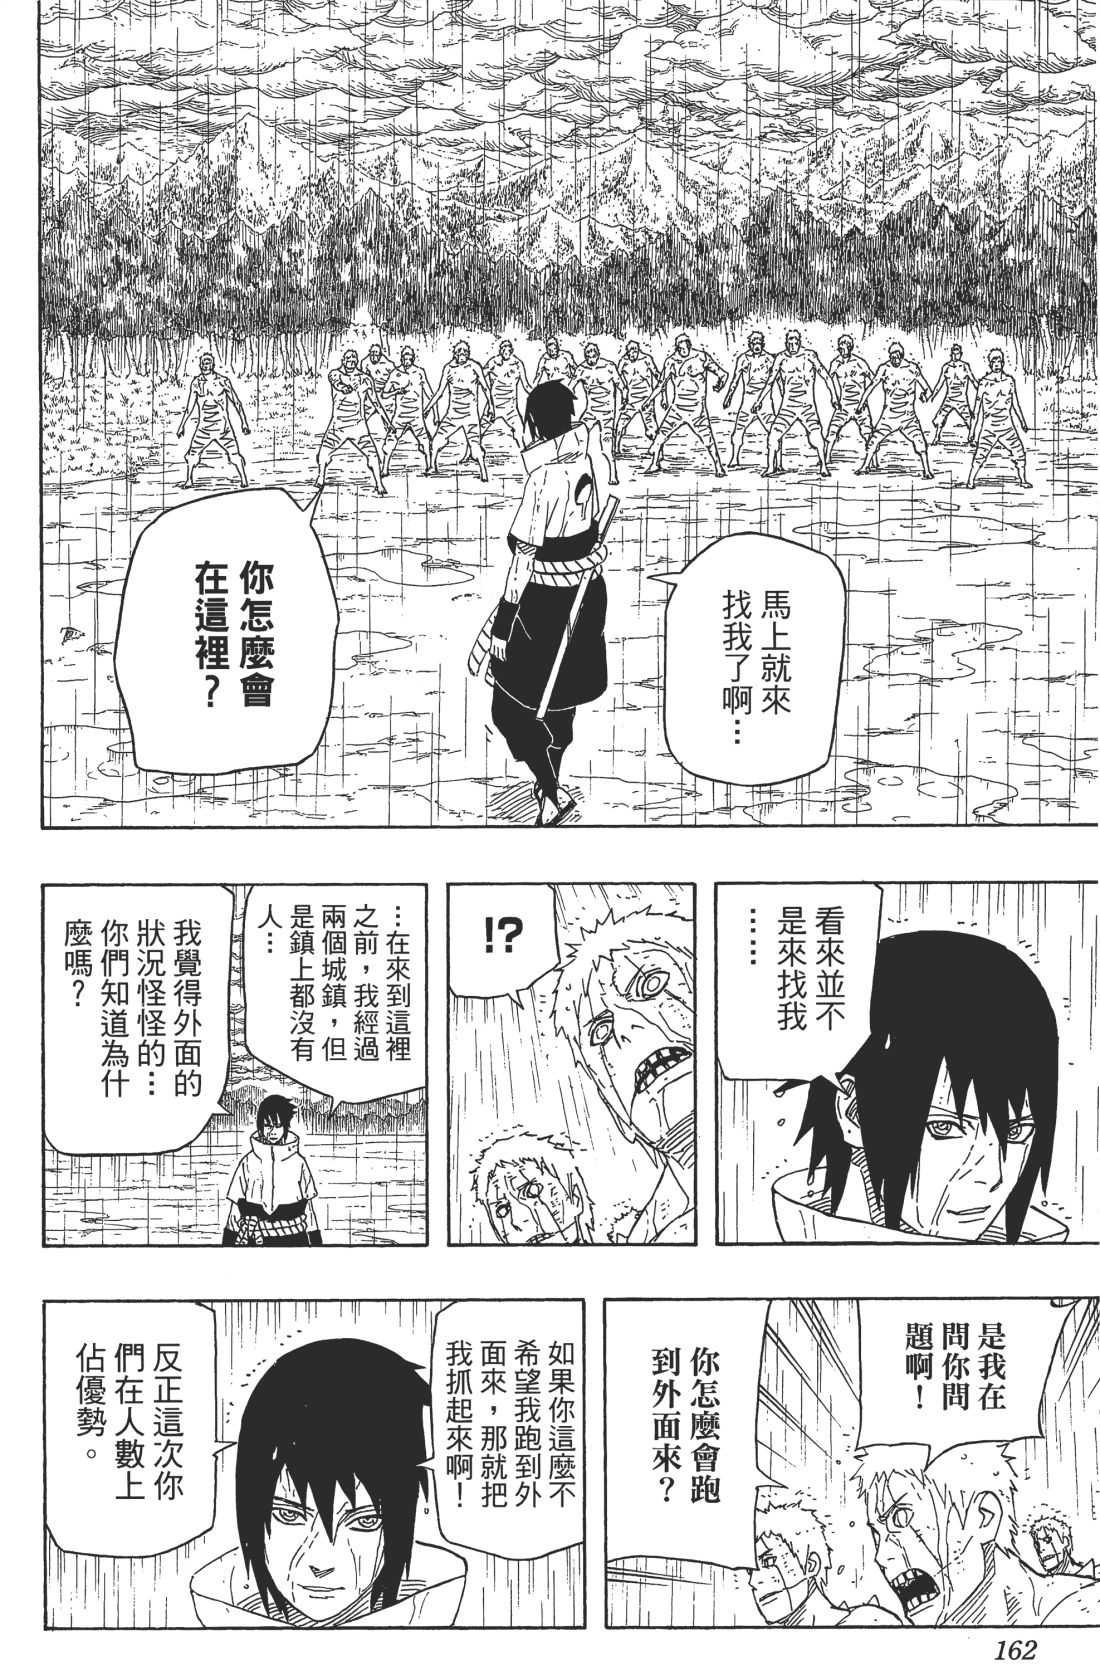 馬上就來
找我了啊…
你怎麼會
在這裡？
看來並不
是來找我
……
!?
…在來到這裡
之前，我經過
兩個城鎮，但
是鎮上都沒有
人…
我覺得外面的
狀況怪怪的…
你們知道為什
麼嗎？
是我在
問你問
題啊！
你怎麼會跑
到外面來？
如果你這麼不
希望我跑到外
面來，那就把
我抓起來啊！
反正這次你
們在人數上
佔優勢。
162